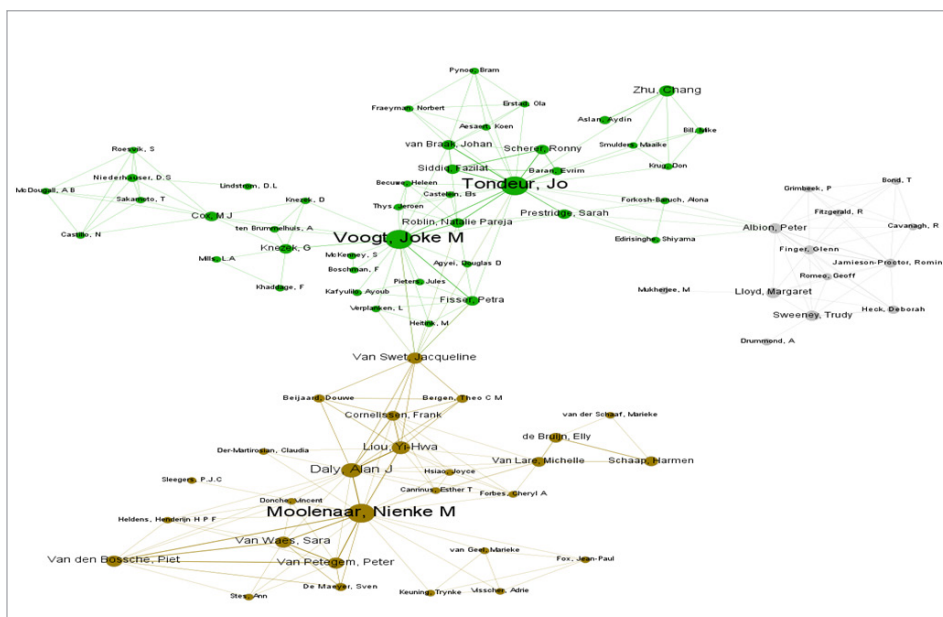 Pynoo, Bram
Fraeyman, Norbert
Erstad, Ola
Zhu, Chang
Aesaert, Koen
Aslan, Aydin
Bill, Mike
van Braak, Johan
Scherer, Ronny
Smulders, Maaike
Roesvik, S
Siddiq, Fazilat
Baran, Evrim
Krug, Don
Niederhauser, D.S
Lindstrom, D.L
Becuwe, Heleen
Tondeur, Jo
McDougall, A B
Sakamoto, T
Knezek, D
Castelein, Els
Forkosh-Baruch, Alona
Grimbeek, P
Bond, T
Thys, Jeroen
Cox, M J
Roblin, Natalie Pareja
Prestridge, Sarah
Fitzgerald, R
ten Brummelhuis, A
Albion, Peter
Cavanagh, R
Castillo, N
Voogt, Joke M
Edirisinghe, Shiyama
Knezek, G
Finger, Glenn
McKenney, S
Mills, L.A
Agyei, Douglas D
Jamieson-Proctor, Romin
Boschman, F
Romeo, Geoff
Pieters, Jules
Khaddage, F
Mukherjee, M
Lloyd, Margaret
Kafyulilo, Ayoub
Fisser, Petra
Verplanken, L
Heck, Deborah
Sweeney, Trudy
Heitink, M
Drummond, A
Van Swet, Jacqueline
Beijaard, Douwe
Bergen, Theo C M
Cornelissen, Frank
van der Schaaf, Marieke
de Bruijn, Elly
Liou, Yi-Hwa
Der-Martirosian, Claudia
Van Lare, Michelle
Schaap, Harmen
Daly, Alan J
Hsiao, Joyce
Sleegers, P.J.C
Canrinus, Esther T
Forbes, Cheryl A
Donche, Vincent
Moolenaar, Nienke M
Heldens, Henderijn H P F
Van Waes, Sara
van Geel, Marieke
Van den Bossche, Piet
Van Petegem, Peter
Fox, Jean-Paul
De Maeyer, Sven
Stes, Ann
Keuning, Trynke
Visscher, Adrie